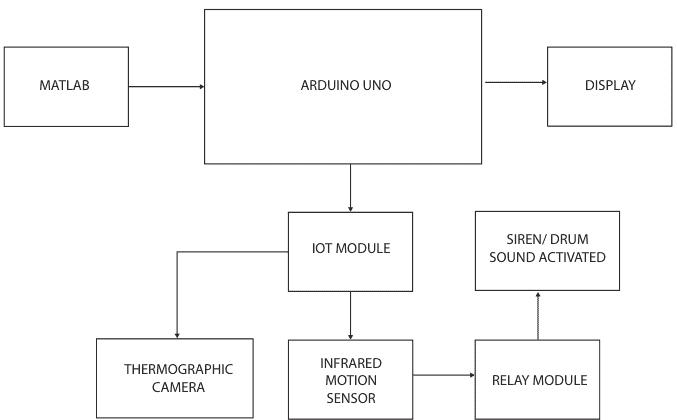 MATLAB
ARDUINO UNO
DISPLAY
IOT MODULE
SIREN/ DRUM
SOUND ACTIVATED
THERMOGRAPHIC
CAMERA
INFRARED
MOTION
SENSOR
RELAY MODULE